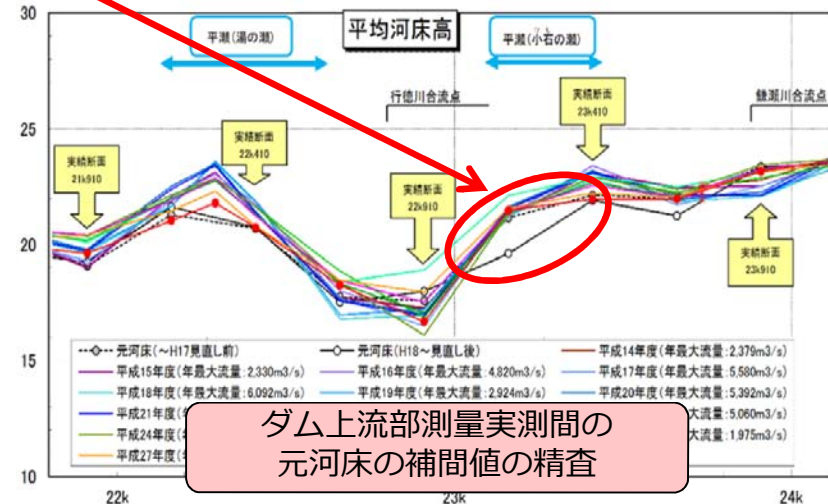 30
平瀬(湯の瀬)
平均河床高
平瀬(小石の瀬)
行徳川合流点
鎌瀬川合流点
実績断面
23k410
25
実績断面
22k410
実績断面
21k910
実績断面
22k910
20
実績断面
23k910
元河床(~H17見直し前)
元河床(H18~見直し後)
平成14年度(年最大流量:2,379m3/s)
15
平成15年度(年最大流量:2,330m3/s)
平成16年度(年最大流量:4,820m3/s)
平成17年度(年最大流量:5,580m3/s)
平成18年度(年最大流量:6,092m3/s)
平成19年度(年最大流量:2,924m3/s)
平成20年度(年最大流量:5,392m3/s)
平成21年度(年
流量:5,060m3/s)
平成24年度(年
流量:1,975m3/s)
平成27年度(年
ダム上流部測量実測間の
元河床の補間値の精査
10
22k
23k
24k